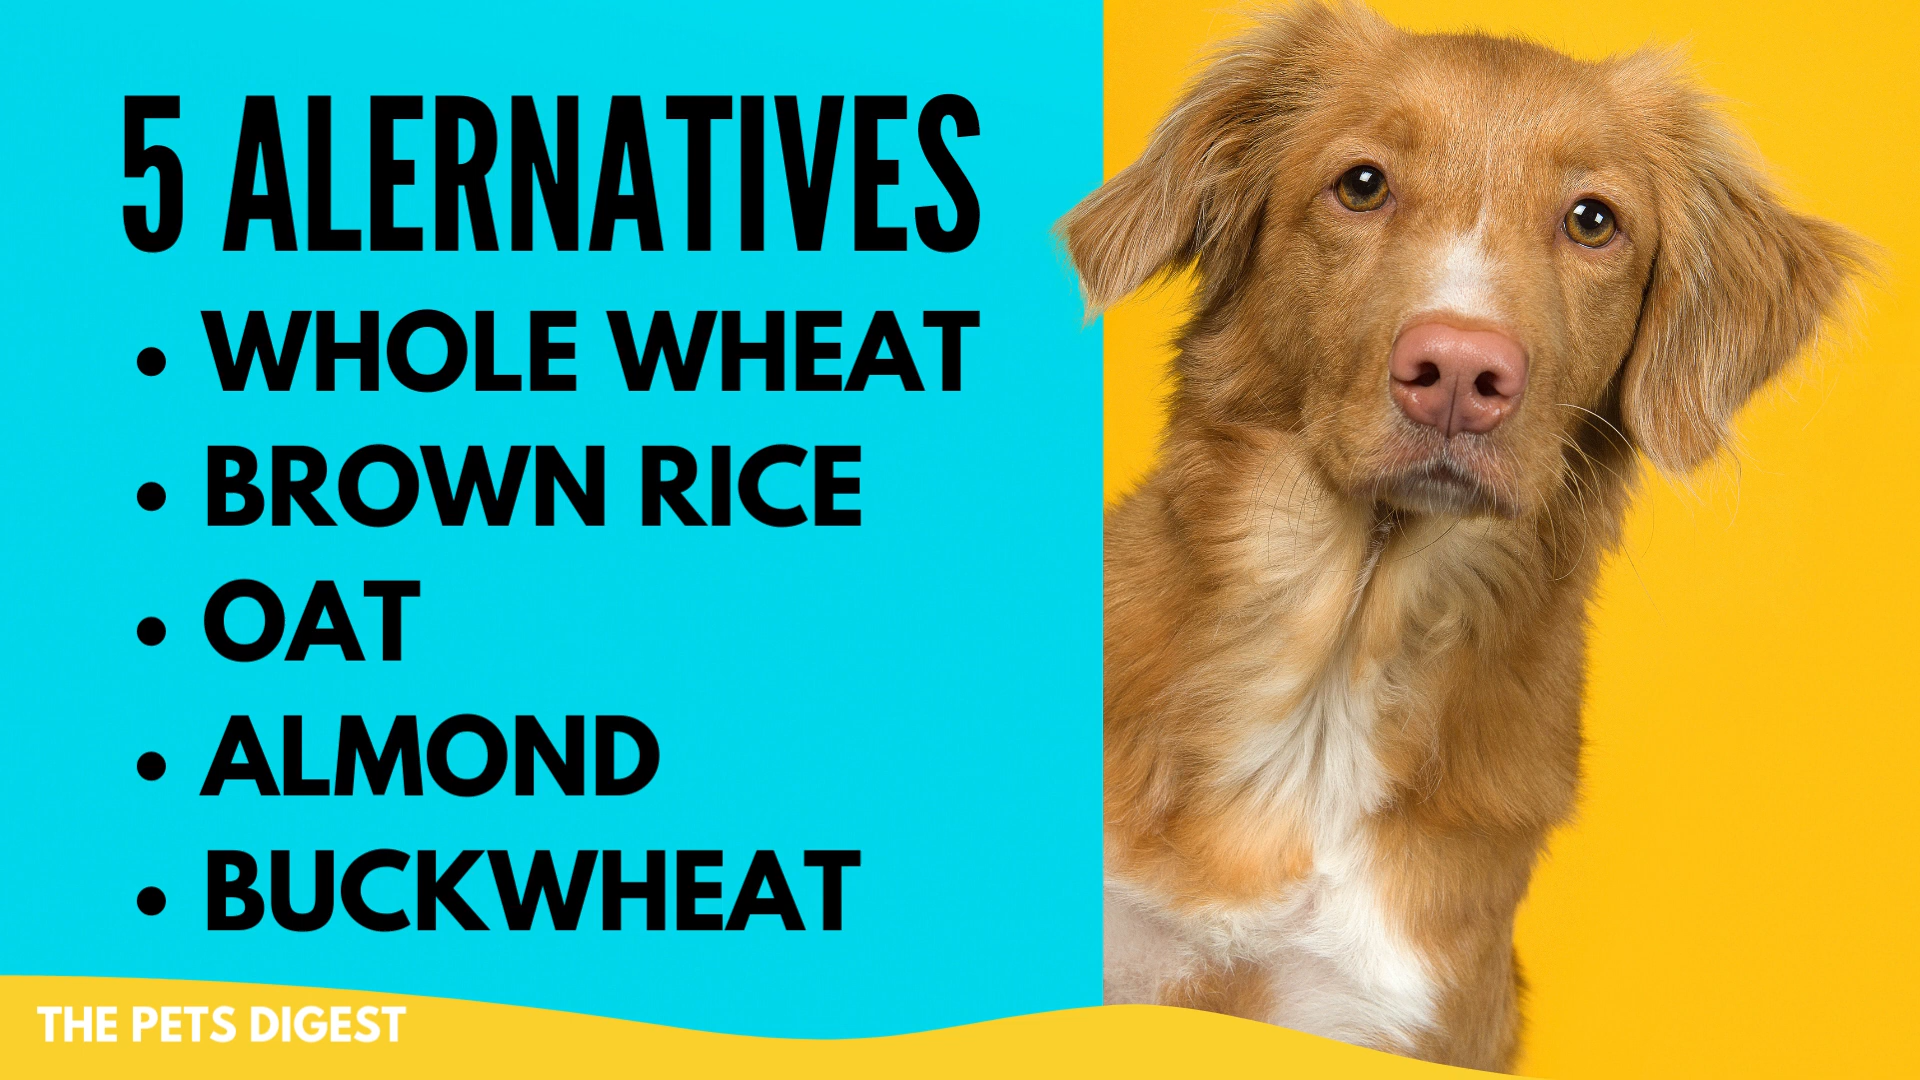 5 ALERNATIVES
• WHOLE WHEAT
• BROWN RICE
• OAT
• ALMOND
• BUCKWHEAT
THE PETS DIGEST